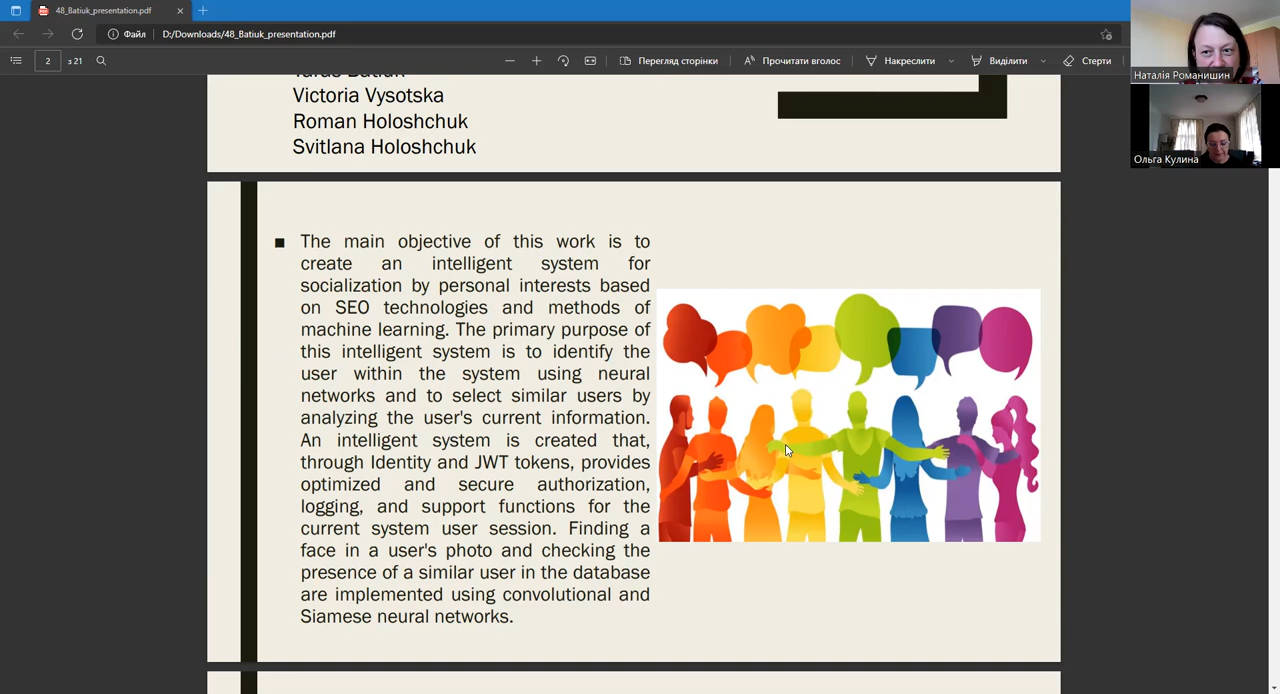 48_Batiuk_presentation.pdf
Файл
D:/Downloads/48_Batiuk_presentation.pdf
2
з 21
Перегляд сторінки
Прочитати вголос
Накреслити
Виділити
Стерти
Наталія Романишин
Ольга Кулина
Taras Batiuk
Victoria Vysotska
Roman Holoshchuk
Svitlana Holoshchuk
The main objective of this work is to
create an intelligent system for
socialization by personal interests based
on SEO technologies and methods of
machine learning. The primary purpose of
this intelligent system is to identify the
user within the system using neural
networks and to select similar users by
analyzing the user's current information.
An intelligent system is created that,
through Identity and JWT tokens, provides
optimized and secure authorization,
logging, and support functions for the
current system user session. Finding a
face in a user's photo and checking the
presence of a similar user in the database
are implemented using convolutional and
Siamese neural networks.